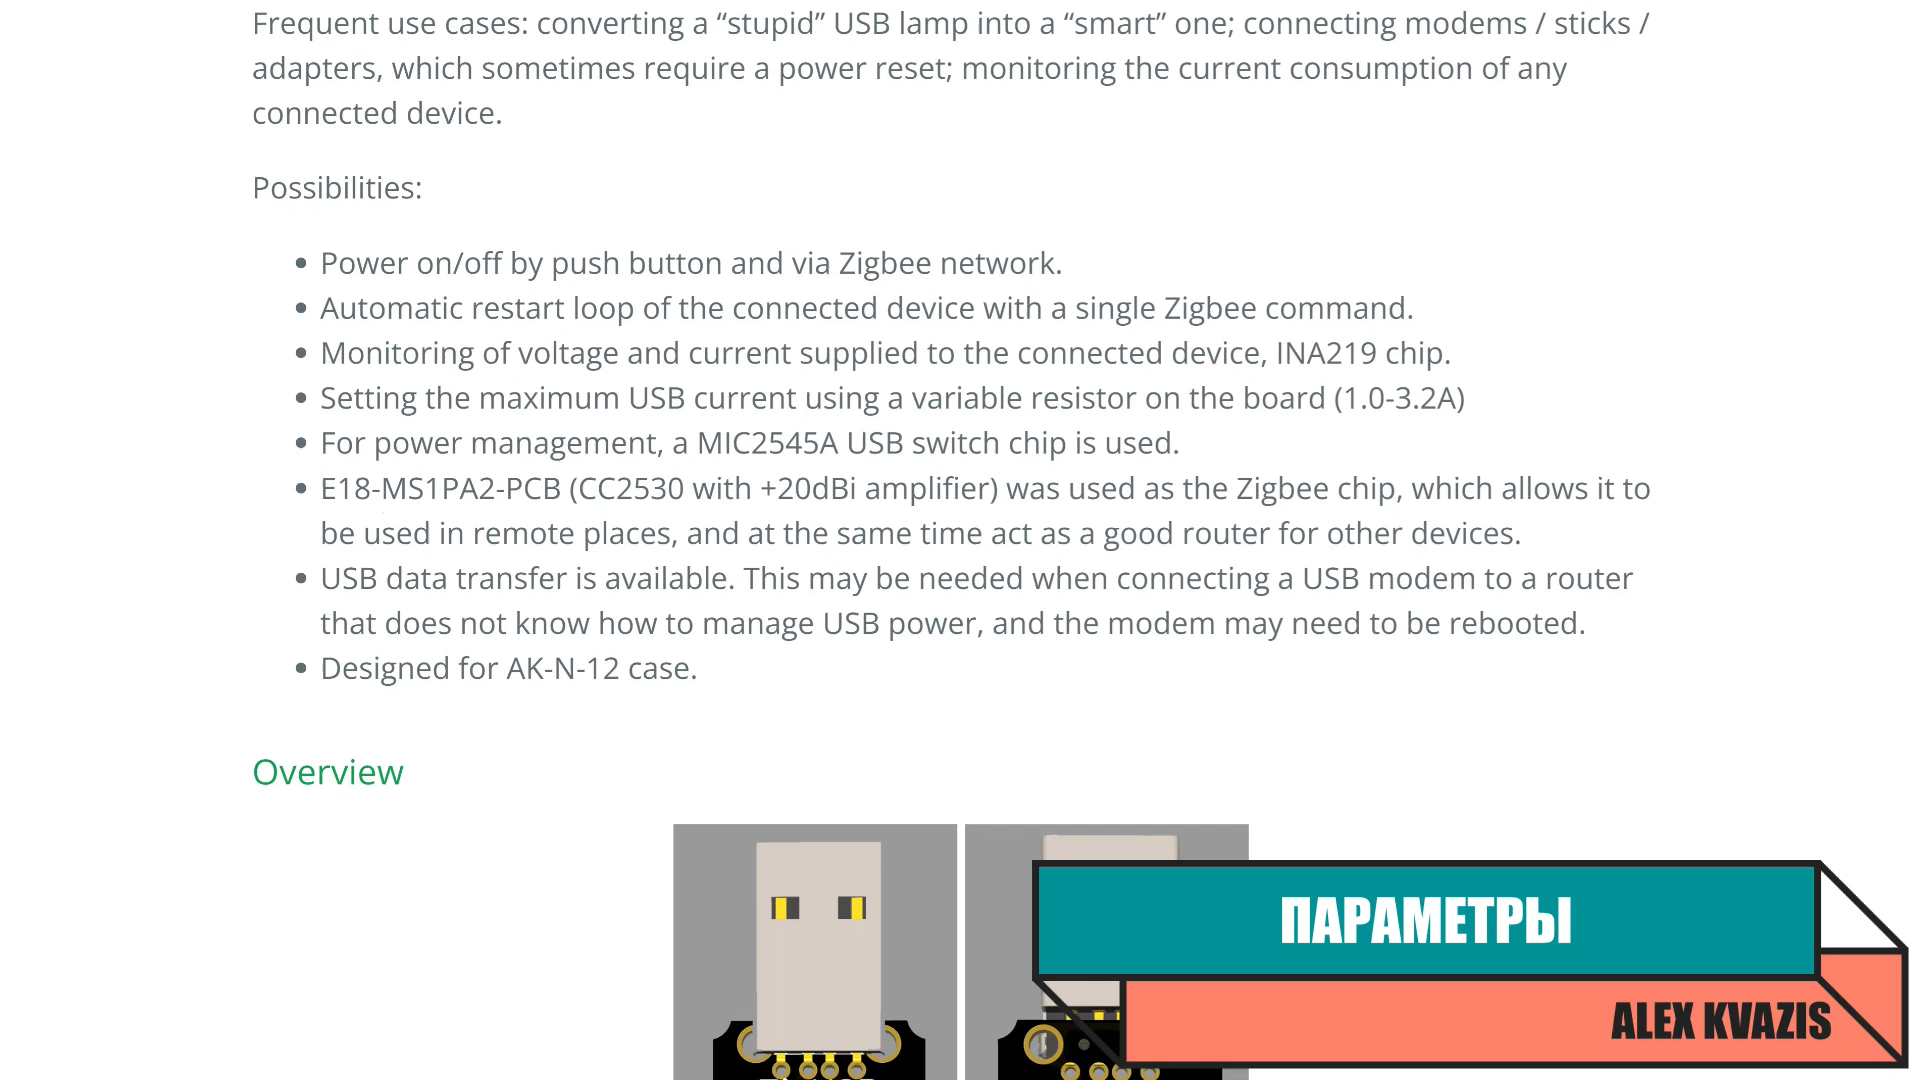 Frequent use cases: converting a “stupid” USB lamp into a “smart” one; connecting modems / sticks /
adapters, which sometimes require a power reset; monitoring the current consumption of any
connected device.
Possibilities:
• Power on/off by push button and via Zigbee network.
• Automatic restart loop of the connected device with a single Zigbee command.
• Monitoring of voltage and current supplied to the connected device, INA219 chip.
• Setting the maximum USB current using a variable resistor on the board (1.0-3.2A)
• For power management, a MIC2545A USB switch chip is used.
• E18-MS1PA2-PCB (CC2530 with +20dBi amplifier) was used as the Zigbee chip, which allows it to
be used in remote places, and at the same time act as a good router for other devices.
• USB data transfer is available. This may be needed when connecting a USB modem to a router
that does not know how to manage USB power, and the modem may need to be rebooted.
• Designed for AK-N-12 case.
Overview
ПАРАМЕТРЫ
ALEX KVAZIS